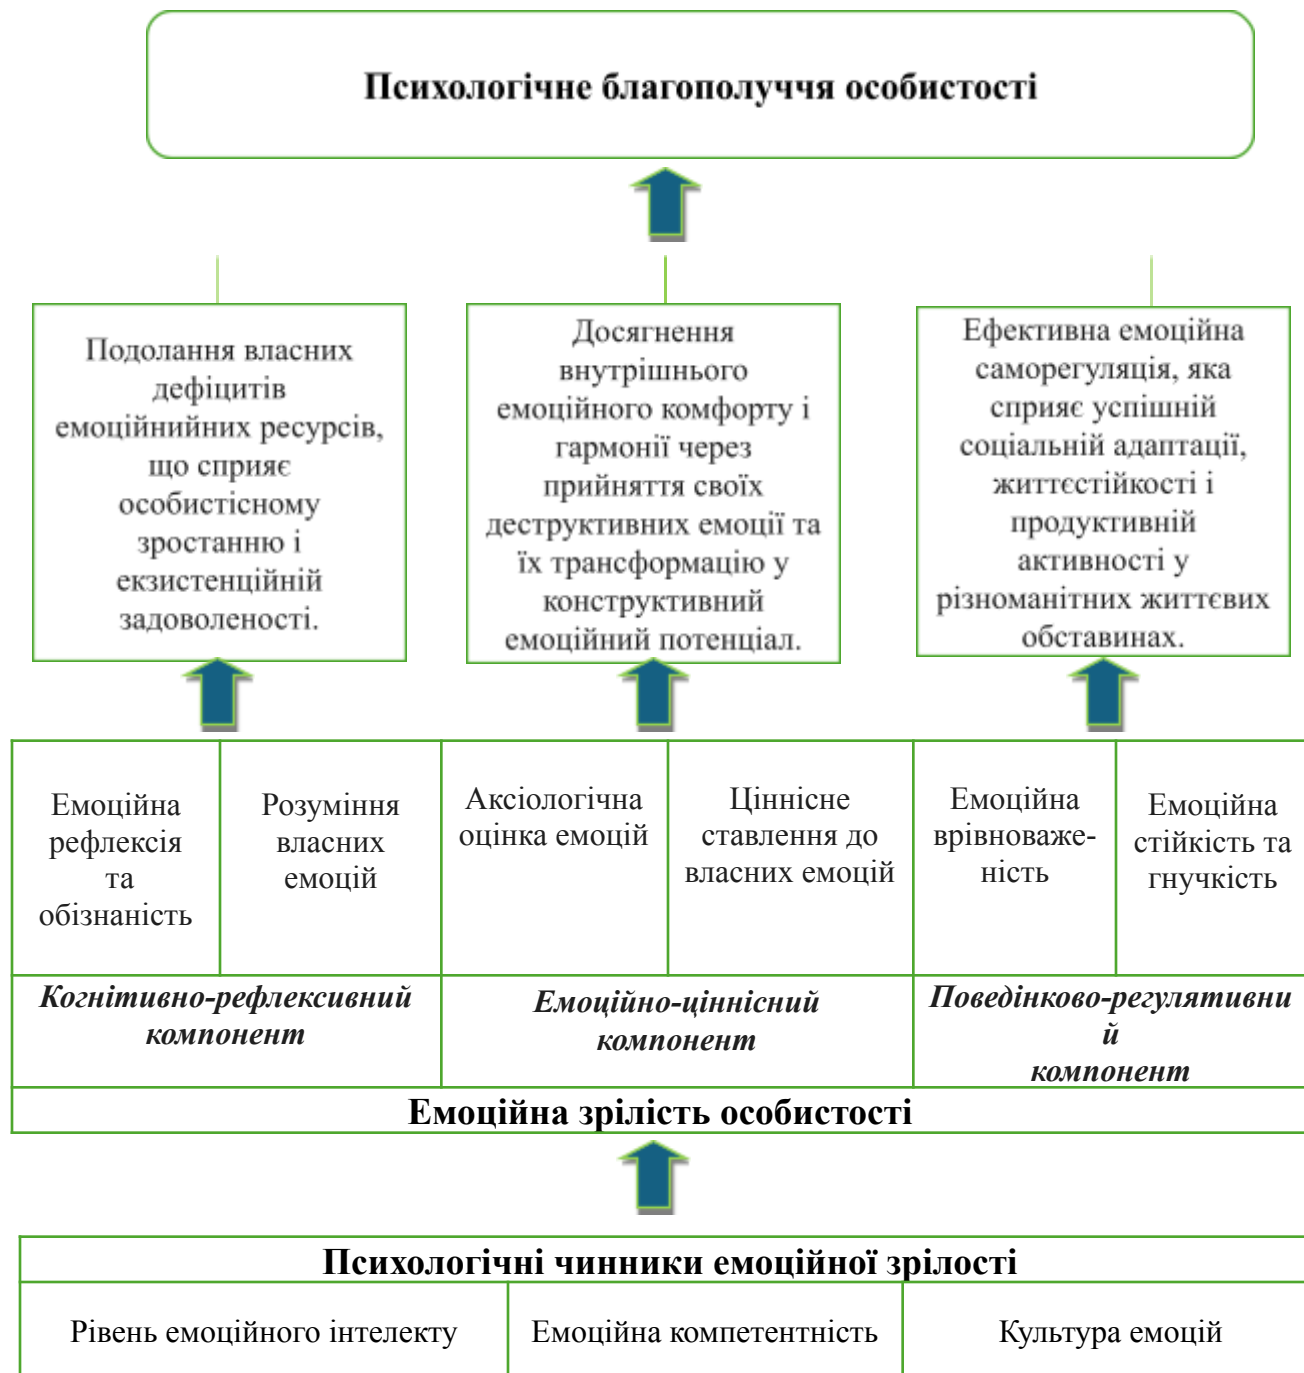 Психологічне благополуччя особистості
Подолання власних
дефіцитів
емоційнийних ресурсів,
що сприяє
особистісному
зростанню і
екзистенційній
задоволеності.
Досягнення
внутрішнього
емоційного комфорту і
гармонії через
прийняття своїх
деструктивних емоції та
їх трансформацію у
конструктивний
емоційний потенціал.
Ефективна емоційна
саморегуляція, яка
сприяє успішній
соціальній адаптації,
життєстійкості і
продуктивній
активності у
різноманітних життєвих
обставинах.
Емоційна
рефлексія
та
обізнаність
Розуміння
власних
емоцій
Аксіологічна
оцінка емоцій
Ціннісне
ставлення до
власних емоцій
Емоційна
врівноваже-
ність
Емоційна
стійкість та
гнучкість
Когнітивно-рефлексивний
компонент
Емоційно-ціннісний
компонент
Поведінково-регулятивни
й
компонент
Емоційна зрілість особистості
Психологічні чинники емоційної зрілості
Рівень емоційного інтелекту
Емоційна компетентність
Культура емоцій